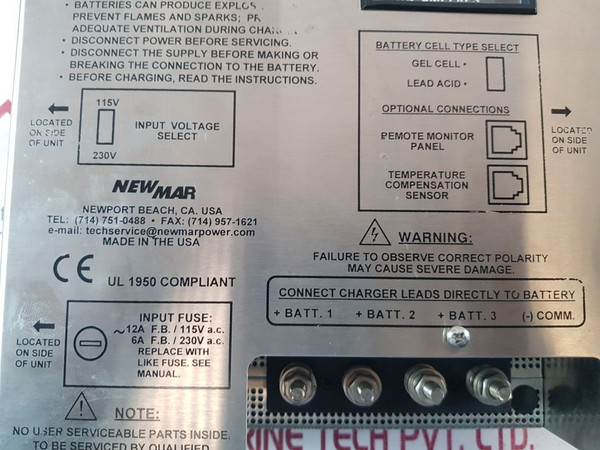 • BATTERIES CAN PRODUCE
PREVENT FLAMES AND SPARKS;
ADEQUATE VENTILATION DURING
• DISCONNECT POWER BEFORE SERVICING.
• DISCONNECT THE SUPPLY BEFORE MAKING OR
BREAKING THE CONNECTION TO THE BATTERY.
• BEFORE CHARGING, READ THE INSTRUCTIONS.
LOCATED
ON SIDE
OF UNIT
115V
230V
INPUT VOLTAGE
SELECT
NEWMAR
NEWPORT BEACH, CA. USA
TEL: (714) 751-0488 • FAX: (714) 957-1621
e-mail: techservice@newmarpower.com
MADE IN THE USA
CE UL 1950 COMPLIANT
LOCATED
ON SIDE
OF UNIT
INPUT FUSE:
~12A F.B. / 115V a.c.
6A F.B. / 230V a.c.
REPLACE WITH
LIKE FUSE. SEE
MANUAL.
NOTE:
NO USER SERVICEABLE PARTS INSIDE.
TO BE SERVICED BY QUALIFIED
BATTERY CELL TYPE SELECT
GEL CELL •
LEAD ACID •
OPTIONAL CONNECTIONS
REMOTE MONITOR
PANEL
TEMPERATURE
COMPENSATION
SENSOR
LOCATED
ON SIDE
OF UNIT
WARNING:
FAILURE TO OBSERVE CORRECT POLARITY
MAY CAUSE SEVERE DAMAGE.
CONNECT CHARGER LEADS DIRECTLY TO BATTERY
+ BATT. 1 + BATT. 2 + BATT. 3 (-) COMM.
TECH PVT. LTD.